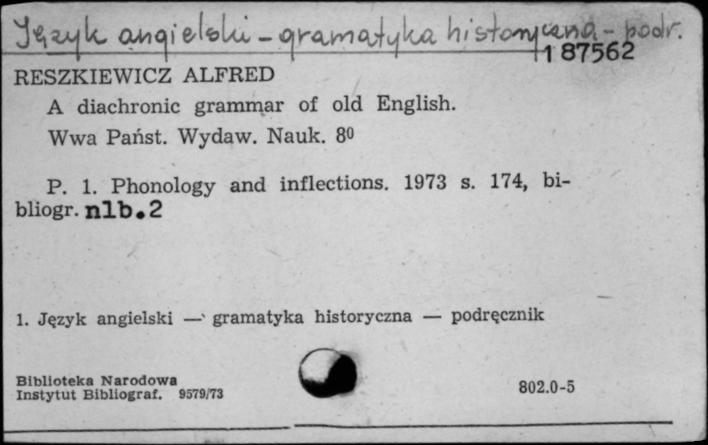 Język angielski - gramatyka historyczna - podr.
187562
RESZKIEWICZ ALFRED
A diachronic grammar of old English.
Wwa Państ. Wydaw. Nauk. 8⁰
P. 1. Phonology and inflections. 1973 s. 174, bi-
bliogr. nlb.2
1. Język angielski — gramatyka historyczna — podręcznik
Biblioteka Narodowa
Instytut Bibliograf. 9579/73
802.0-5